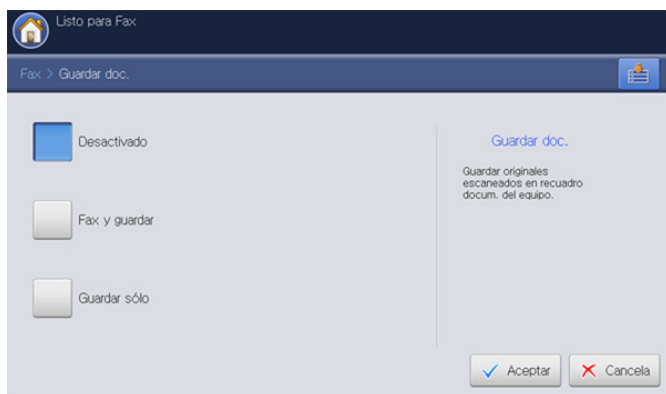 Listo para Fax
Fax > Guardar doc.
Desactivado
Fax y guardar
Guardar sólo
Guardar doc.
Guardar originales
escaneados en recuadro
docum. del equipo.
Aceptar
Cancela